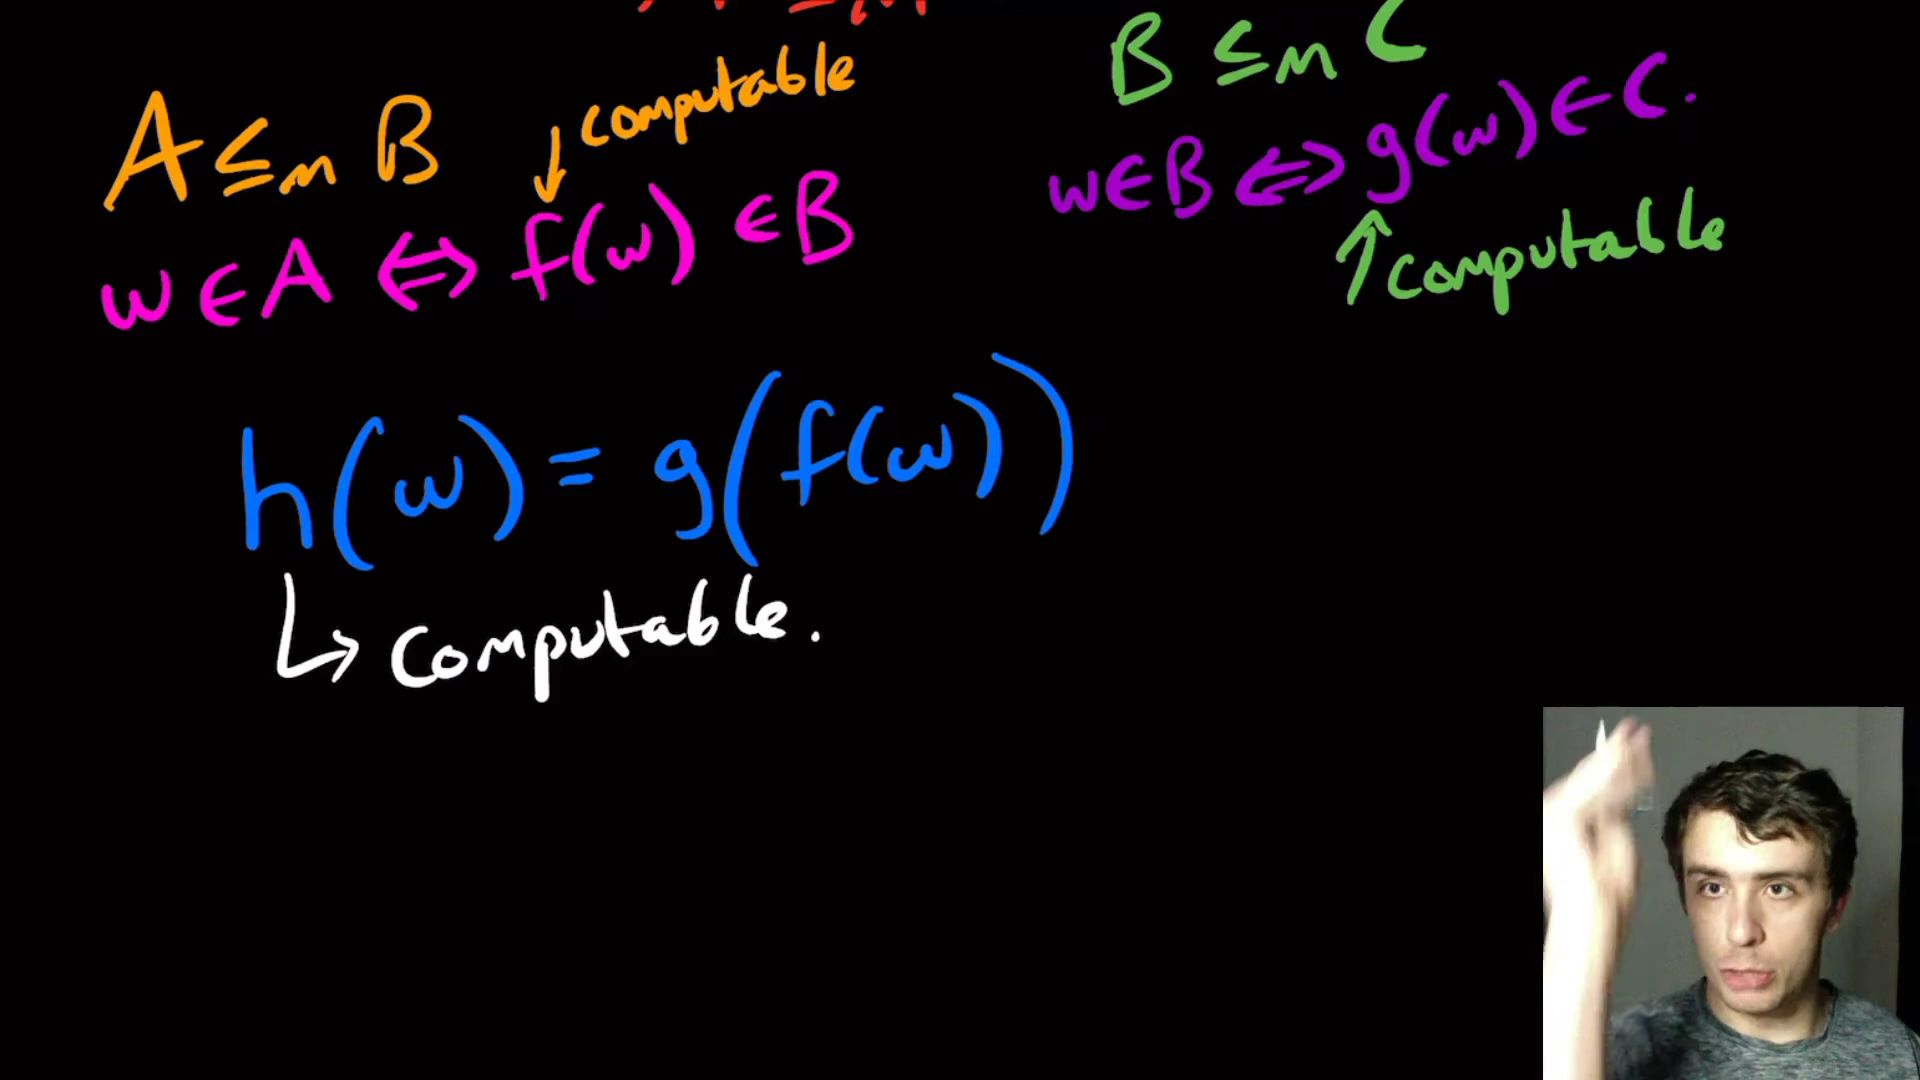 A ≤ₘ B
↓ computable
w ∈ A ⟺ f(w) ∈ B
B ≤ₘ C
w ∈ B ⟺ g(w) ∈ C.
↑ computable
h(w) = g(f(w))
↳ computable.